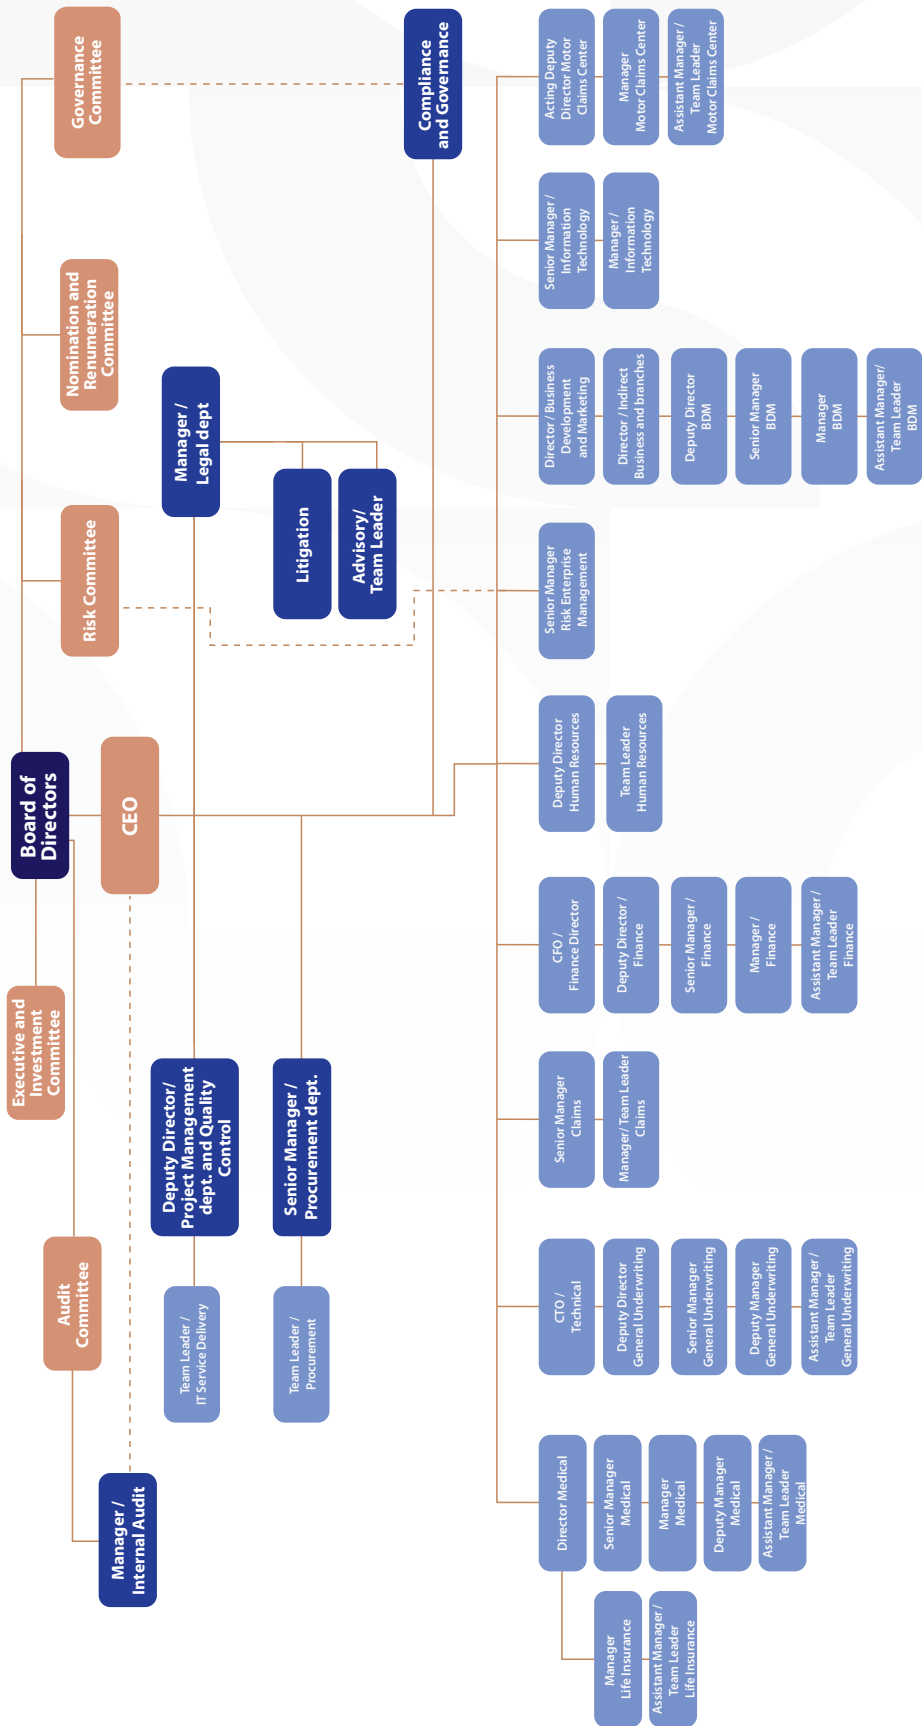 Board of
Directors
Executive and
Investment
Committee
Audit
Committee
Risk Committee
Nomination and
Renumeration
Committee
Governance
Committee
CEO
Manager /
Internal Audit
Deputy Director/
Project Management
dept. and Quality
Control
Team Leader /
IT Service Delivery
Manager /
Legal dept
Litigation
Advisory/
Team Leader
Senior Manager /
Procurement dept.
Team Leader /
Procurement
Compliance
and Governance
Director Medical
Senior Manager
Medical
Manager
Medical
Deputy Manager
Medical
Assistant Manager /
Team Leader
Medical
Manager
Life Insurance
Assistant Manager /
Team Leader
Life Insurance
CTO /
Technical
Deputy Director
General Underwriting
Senior Manager
General Underwriting
Deputy Manager
General Underwriting
Assistant Manager /
Team Leader
General Underwriting
Senior Manager
Claims
Manager/ Team Leader
Claims
CFO /
Finance Director
Deputy Director /
Finance
Senior Manager /
Finance
Manager /
Finance
Assistant Manager /
Team Leader
Finance
Deputy Director
Human Resources
Team Leader
Human Resources
Senior Manager
Risk Enterprise
Management
Director / Business
Development
and Marketing
Director / Indirect
Business and branches
Deputy Director
BDM
Senior Manager
BDM
Manager
BDM
Assistant Manager/
Team Leader
BDM
Senior Manager /
Information
Technology
Manager /
Information
Technology
Acting Deputy
Director Motor
Claims Center
Manager
Motor Claims Center
Assistant Manager /
Team Leader
Motor Claims Center